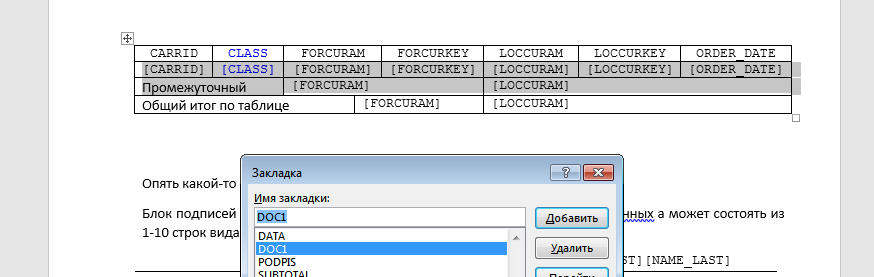 CARRID CLASS FORCURAM FORCURKEY LOCCURAM LOCCURKEY ORDER_DATE
[CARRID] [CLASS] [FORCURAM] [FORCURKEY] [LOCCURAM] [LOCCURKEY] [ORDER_DATE]
Промежуточный [FORCURAM] [LOCCURAM]
Общий итог по таблице [FORCURAM] [LOCCURAM]
Опять какой-то
Блок подписей нных а может состоять из
1-10 строк вида
ST][NAME_LAST]
Закладка
Имя закладки:
DOC1
Добавить
DATA
DOC1
Удалить
PODPIS
SUBTOTAL
Перейти